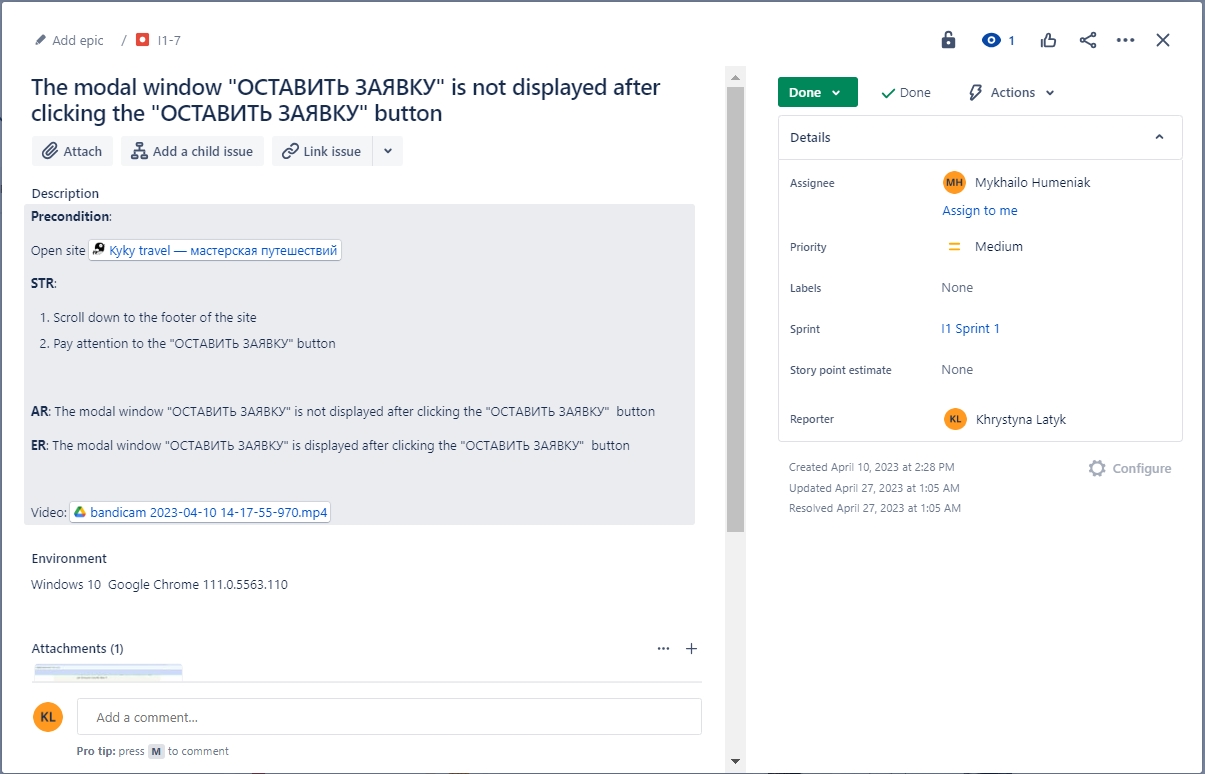 Add epic / I1-7
1
The modal window "ОСТАВИТЬ ЗАЯВКУ" is not displayed after
clicking the "ОСТАВИТЬ ЗАЯВКУ" button
Attach Add a child issue Link issue
Description
Precondition:
Open site Kyky travel — мастерская путешествий
STR:
1. Scroll down to the footer of the site
2. Pay attention to the "ОСТАВИТЬ ЗАЯВКУ" button
AR: The modal window "ОСТАВИТЬ ЗАЯВКУ" is not displayed after clicking the "ОСТАВИТЬ ЗАЯВКУ" button
ER: The modal window "ОСТАВИТЬ ЗАЯВКУ" is displayed after clicking the "ОСТАВИТЬ ЗАЯВКУ" button
Video: bandicam 2023-04-10 14-17-55-970.mp4
Environment
Windows 10 Google Chrome 111.0.5563.110
Attachments (1)
KL Add a comment...
Pro tip: press M to comment
Done Done Actions
Details
Assignee MH Mykhailo Humeniak
Assign to me
Priority Medium
Labels None
Sprint I1 Sprint 1
Story point estimate None
Reporter KL Khrystyna Latyk
Created April 10, 2023 at 2:28 PM
Configure
Updated April 27, 2023 at 1:05 AM
Resolved April 27, 2023 at 1:05 AM